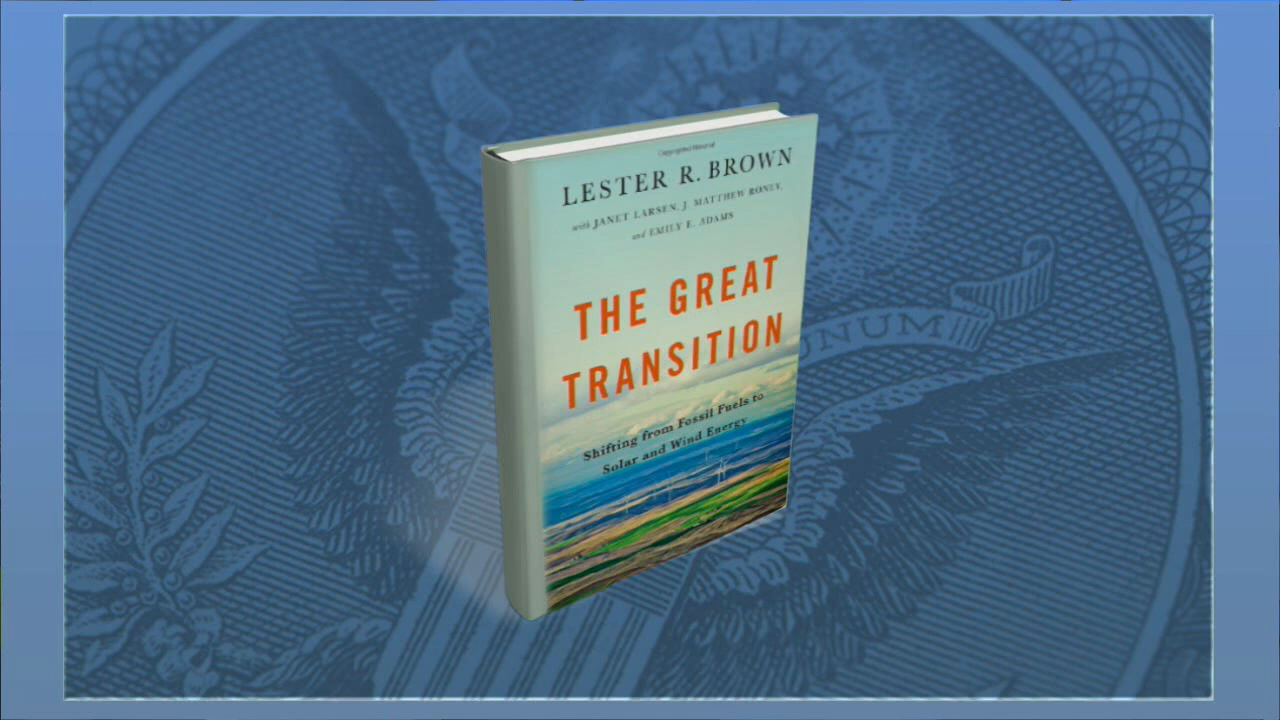 LESTER R. BROWN
with JANET LARSEN, J. MATTHEW RONEY,
and EMILY E. ADAMS
THE GREAT
TRANSITION
Shifting from Fossil Fuels to
Solar and Wind Energy
NUM